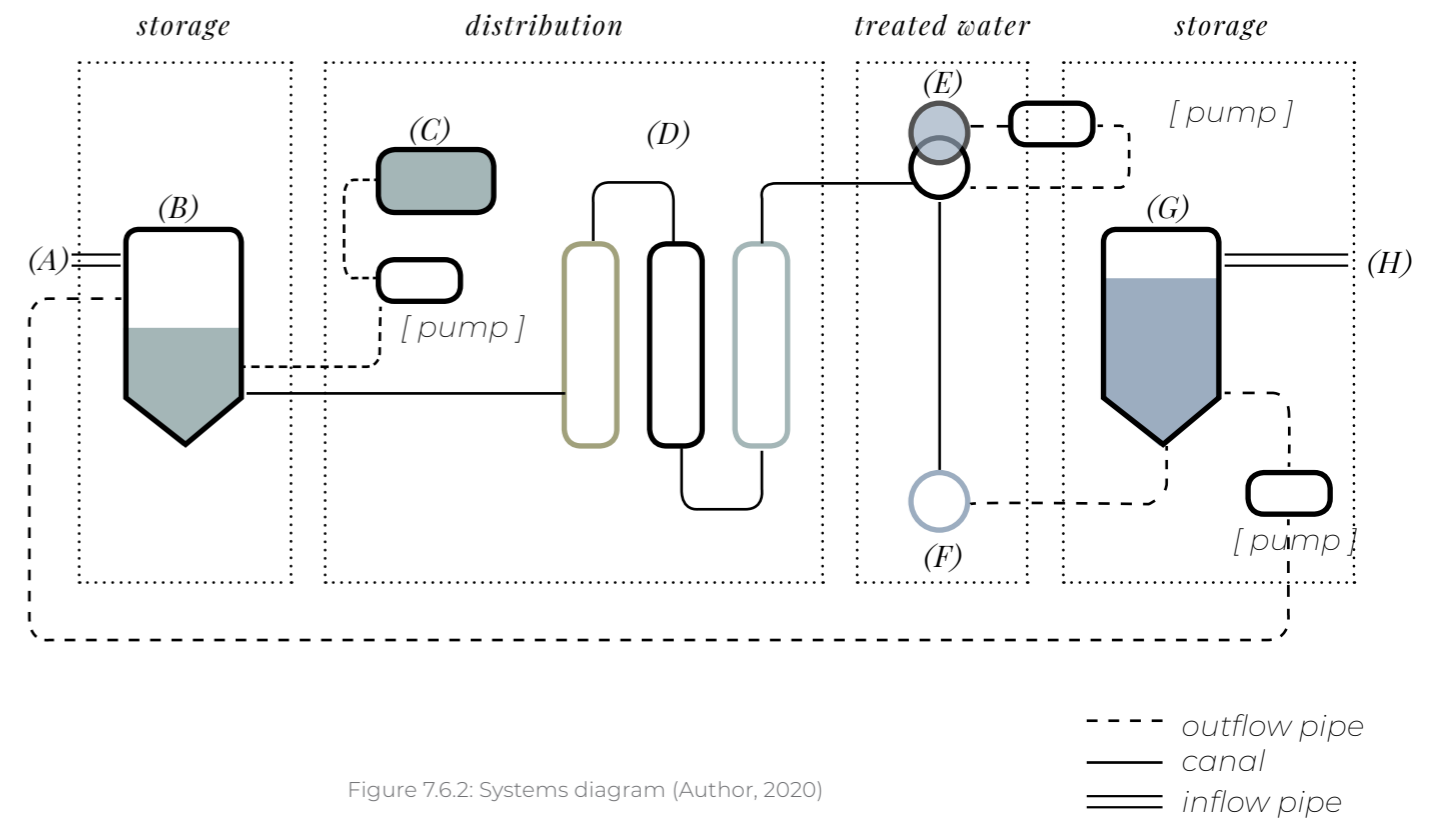 storage
distribution
treated water
storage
(E)
[ pump ]
(C)
(D)
(B)
(G)
(A)
(H)
[ pump ]
[ pump ]
(F)
outflow pipe
canal
inflow pipe
Figure 7.6.2: Systems diagram (Author, 2020)